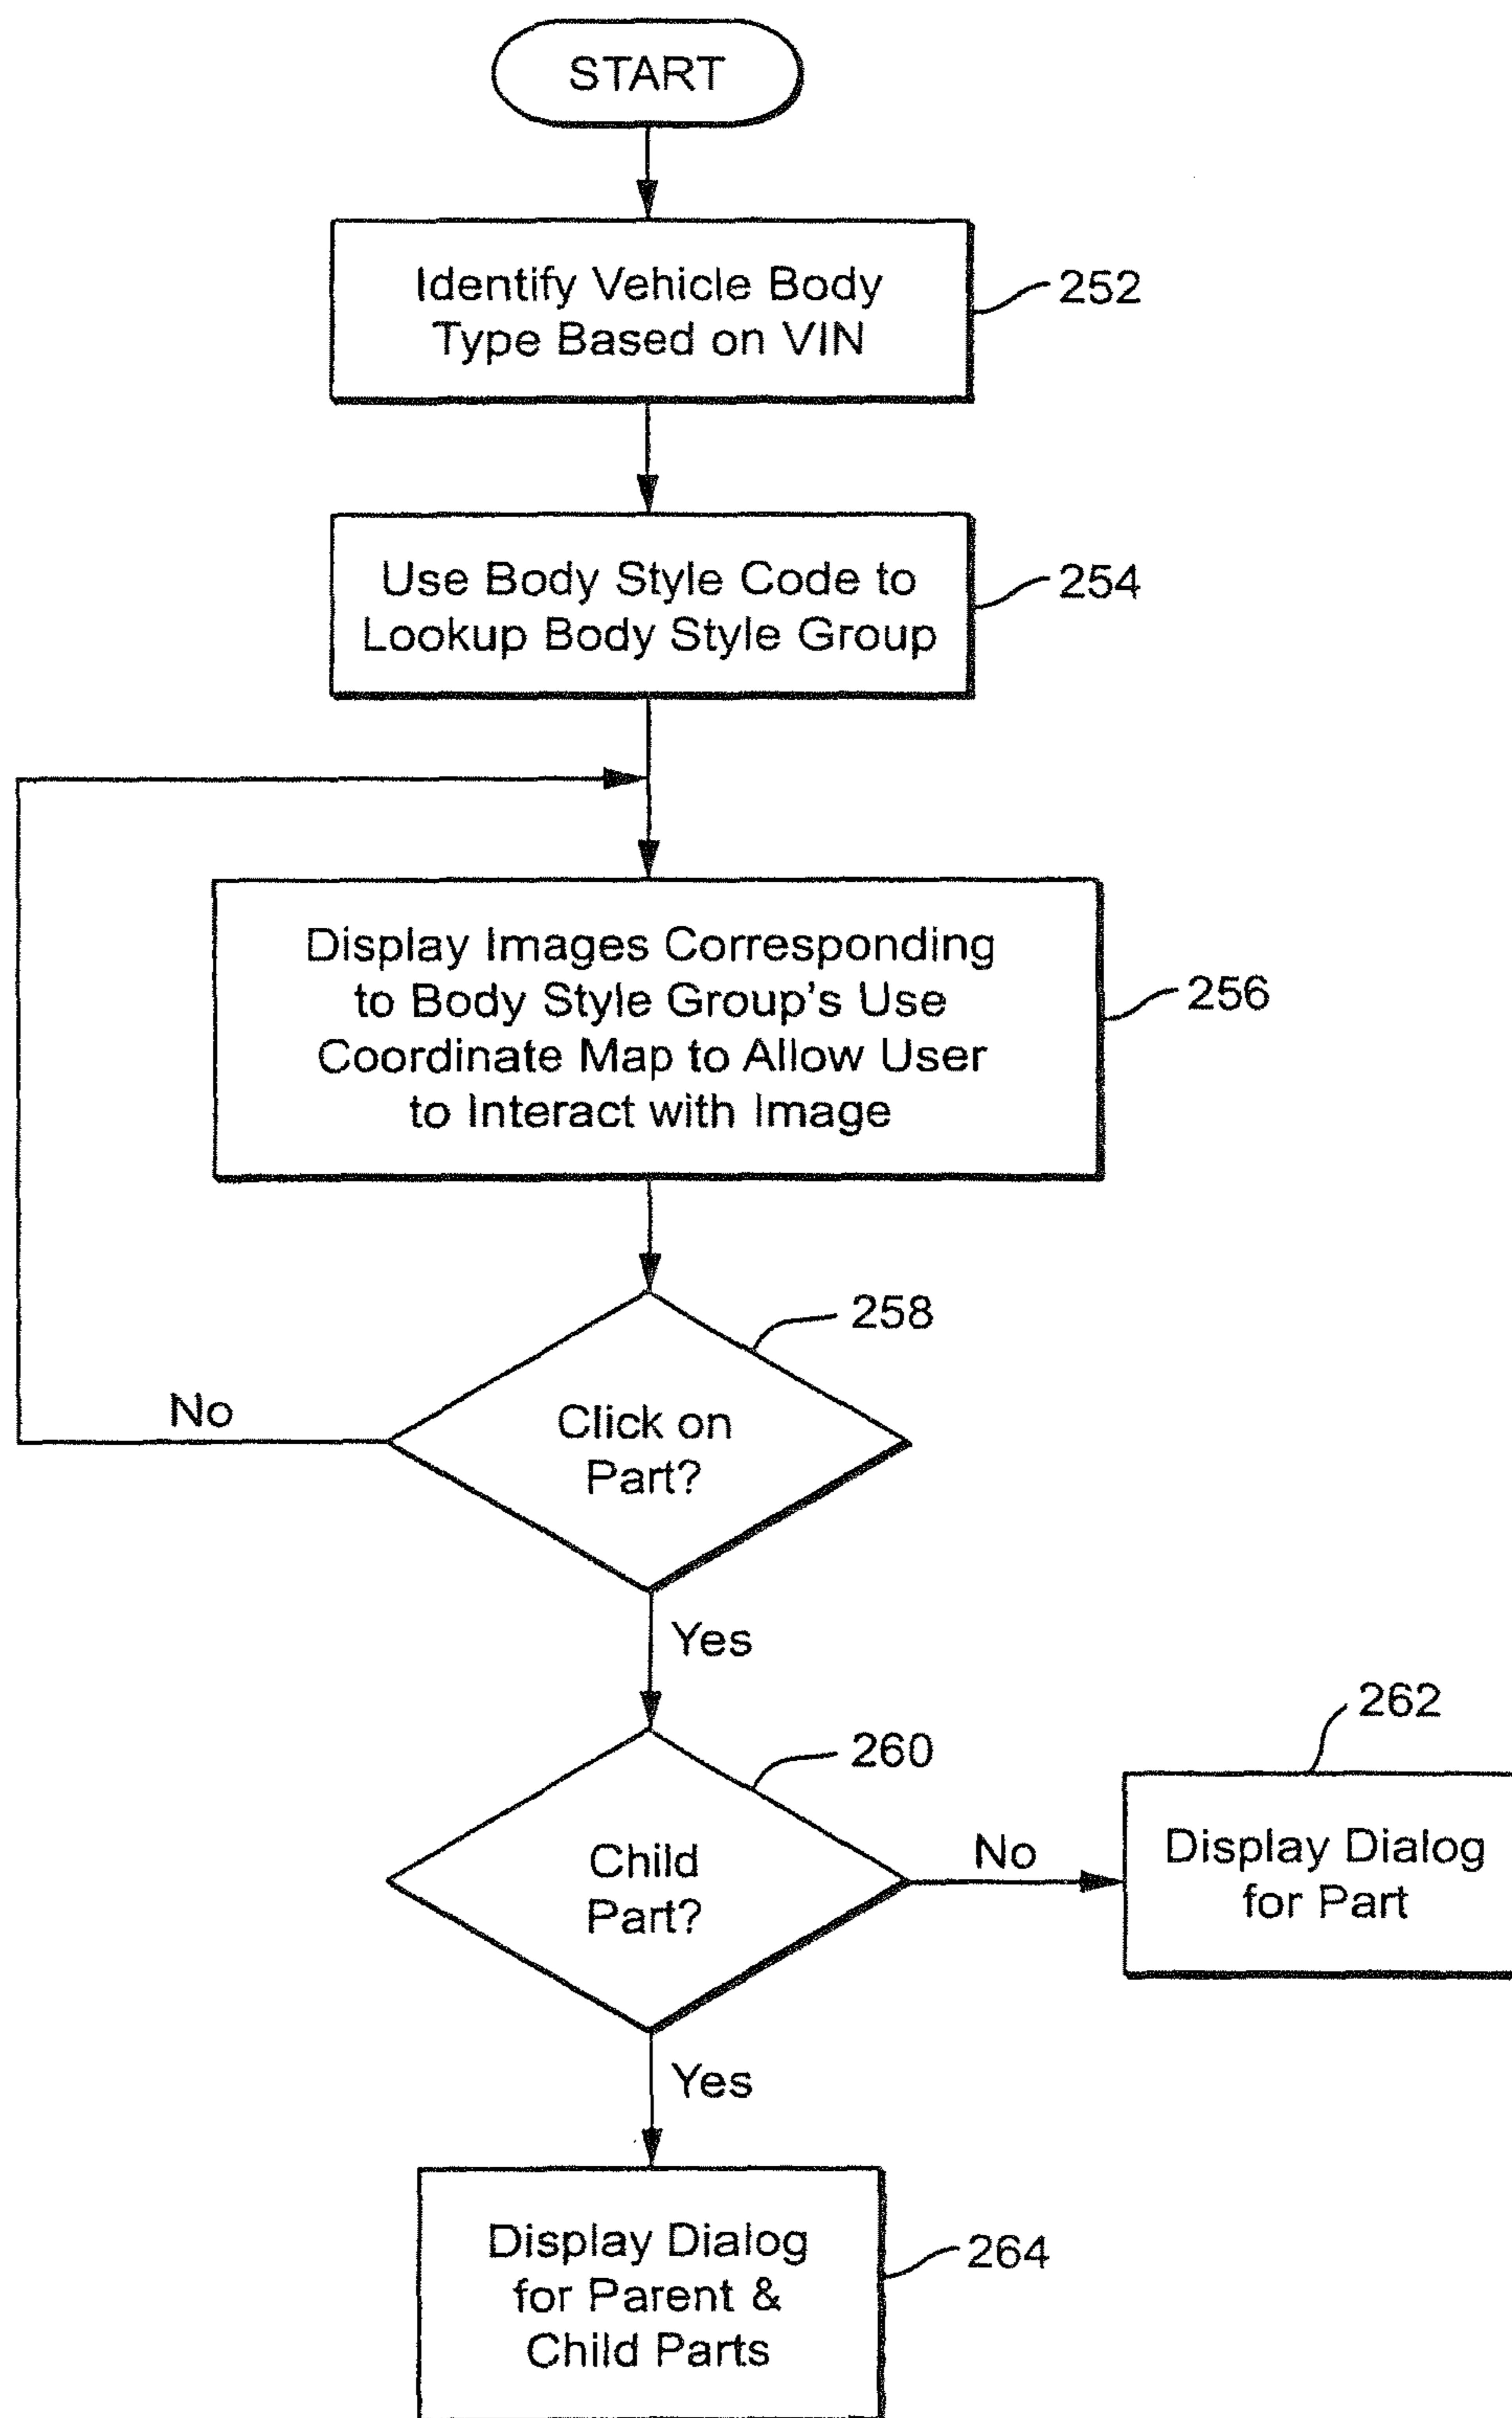 START
Identify Vehicle Body
Type Based on VIN
252
Use Body Style Code to
Lookup Body Style Group
254
Display Images Corresponding
to Body Style Group's Use
Coordinate Map to Allow User
to Interact with Image
256
258
Click on
Part?
No
Yes
260
Child
Part?
No
262
Display Dialog
for Part
Yes
Display Dialog
for Parent &
Child Parts
264